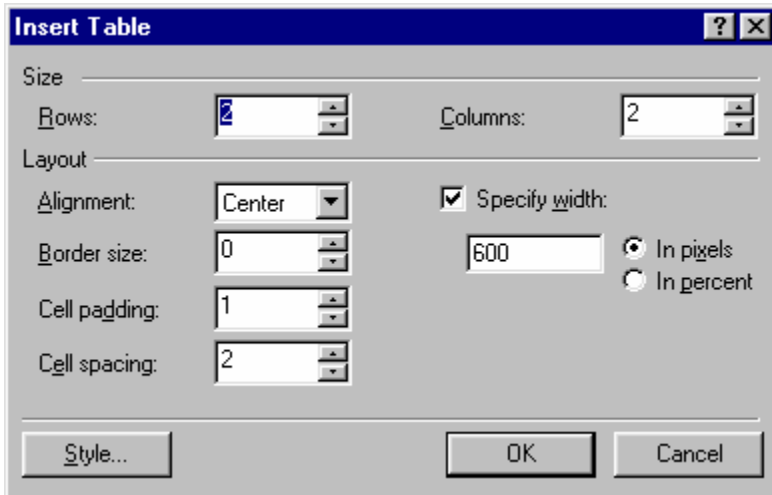 Insert Table
Size
Rows: 2 Columns: 2
Layout
Alignment: Center Specify width:
Border size: 0 600 In pixels
In percent
Cell padding: 1
Cell spacing: 2
Style... OK Cancel